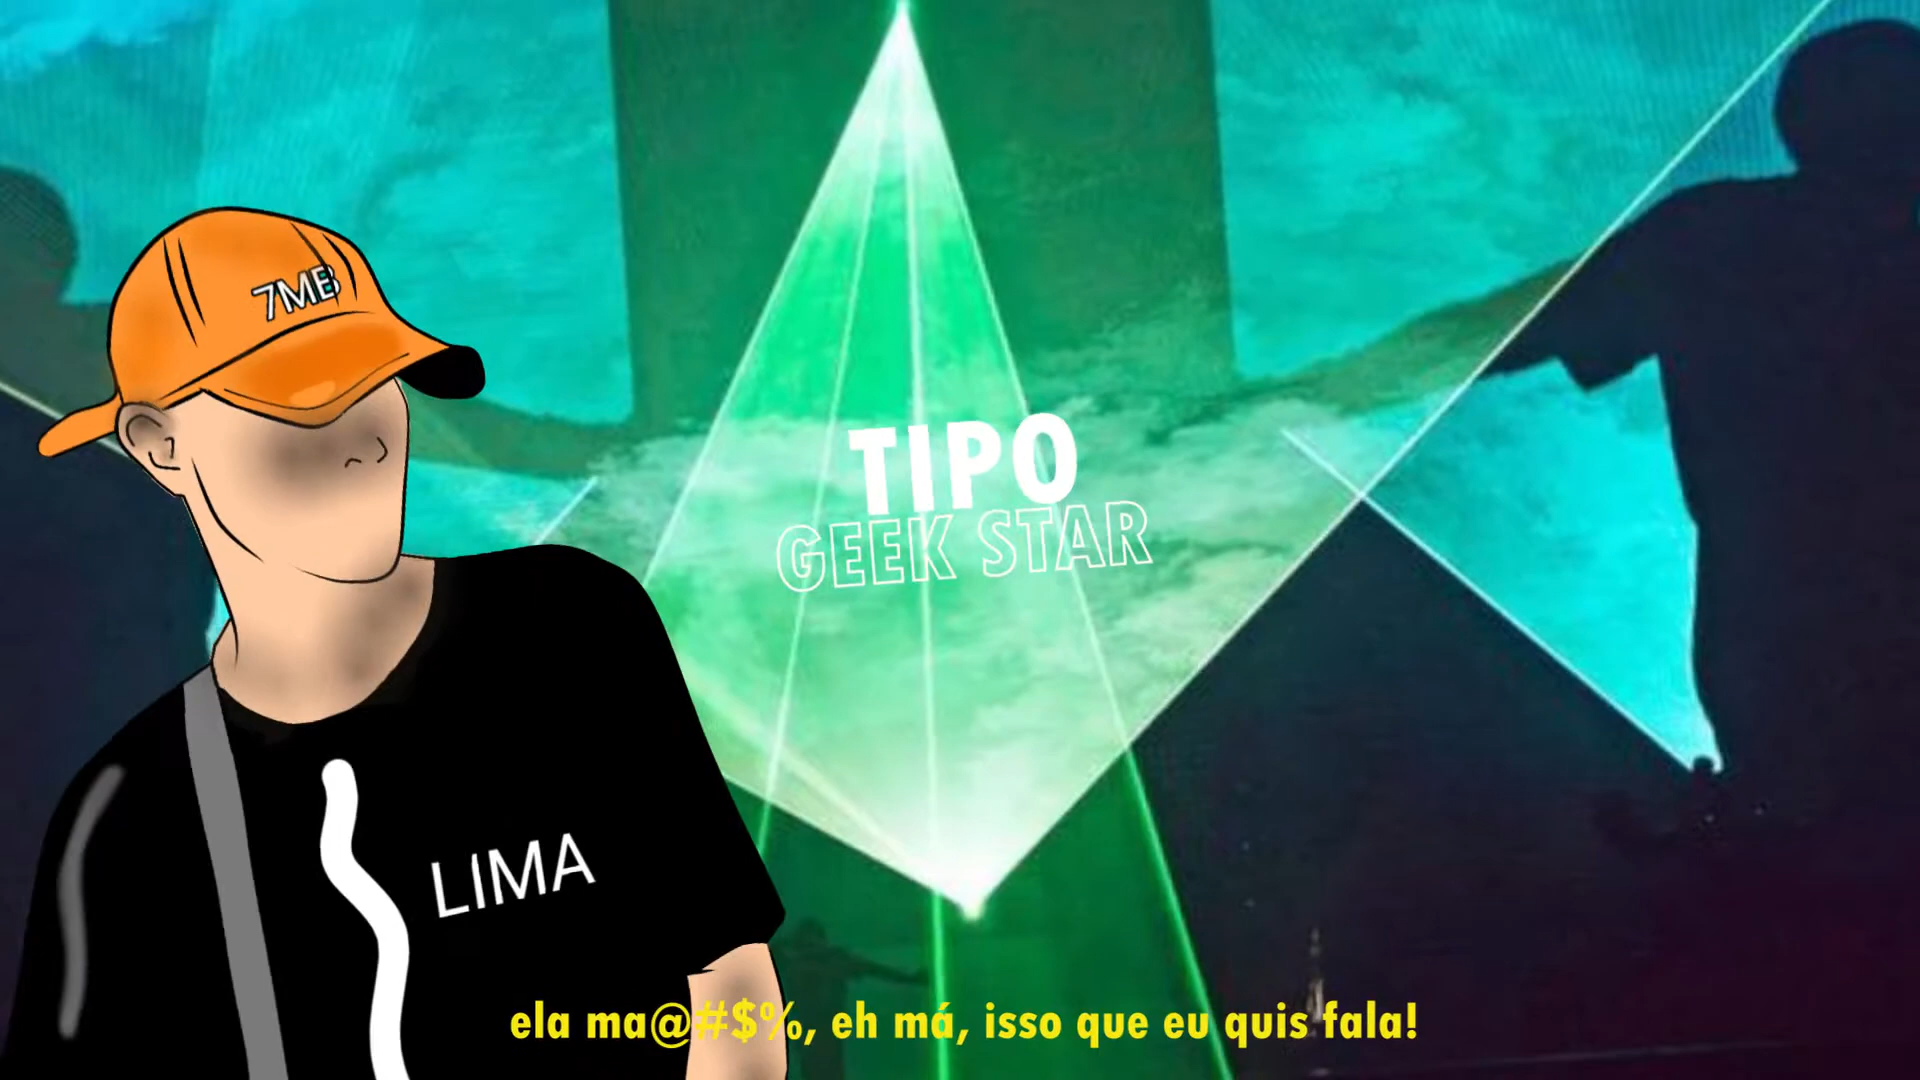 7MB
TIPO
GEEK STAR
LIMA
ela ma@#$%, eh má, isso que eu quis fala!